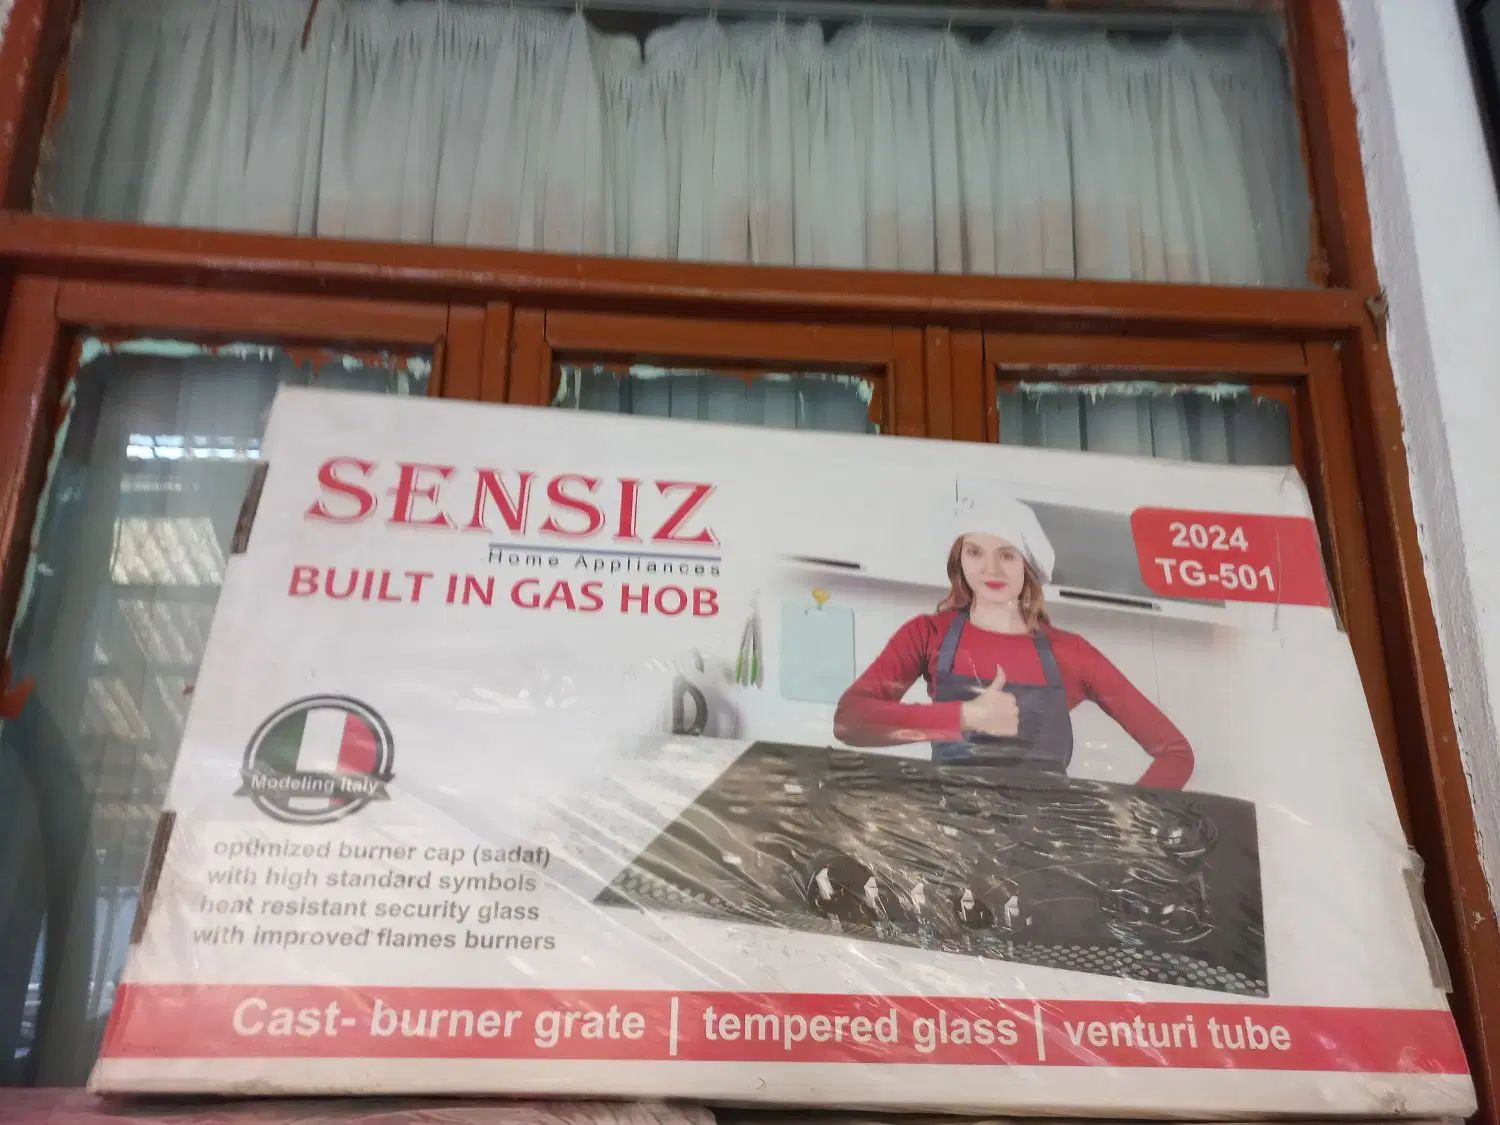 SENSIZ
Home Appliances
BUILT IN GAS HOB
2024
TG-501
Modeling Italy
optimized burner cap (sadaf)
with high standard symbols
heat resistant security glass
with improved flames burners
Cast- burner grate | tempered glass | venturi tube